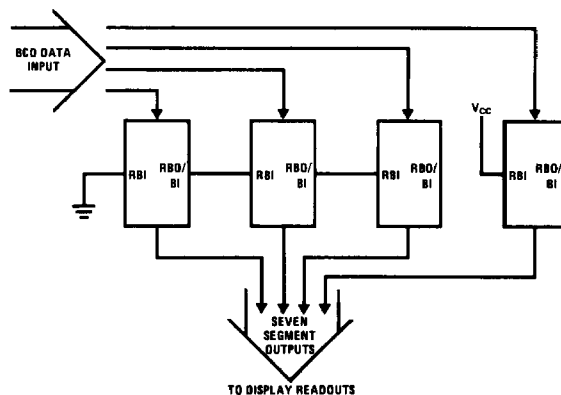 BCD DATA
INPUT
VCC
RBI
RBO/
BI
RBI
RBO/
BI
RBI
RBO/
BI
RBI
RBO/
BI
SEVEN
SEGMENT
OUTPUTS
TO DISPLAY READOUTS